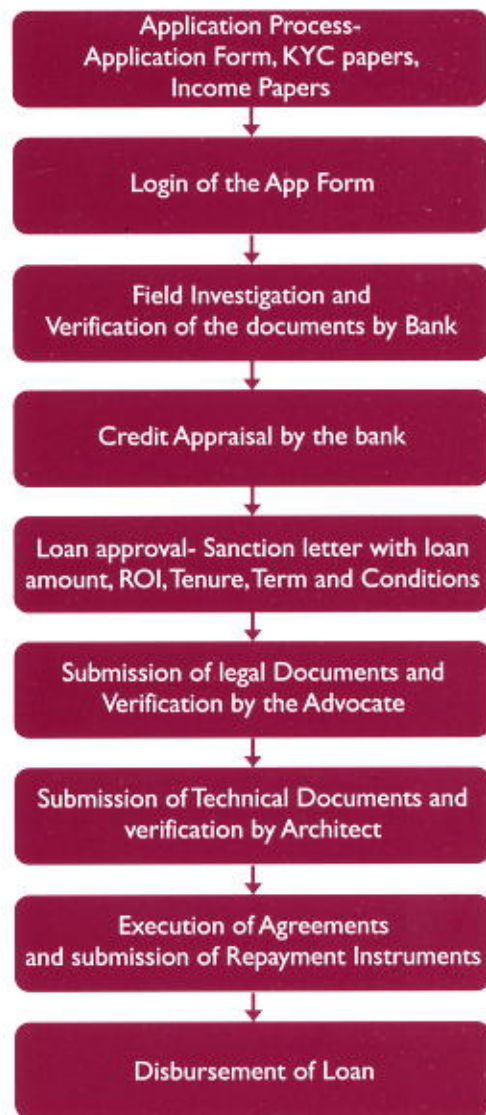 Application Process-
Application Form, KYC papers,
Income Papers
Login of the App Form
Field Investigation and
Verification of the documents by Bank
Credit Appraisal by the bank
Loan approval- Sanction letter with loan
amount, ROI, Tenure, Term and Conditions
Submission of legal Documents and
Verification by the Advocate
Submission of Technical Documents and
verification by Architect
Execution of Agreements
and submission of Repayment Instruments
Disbursement of Loan